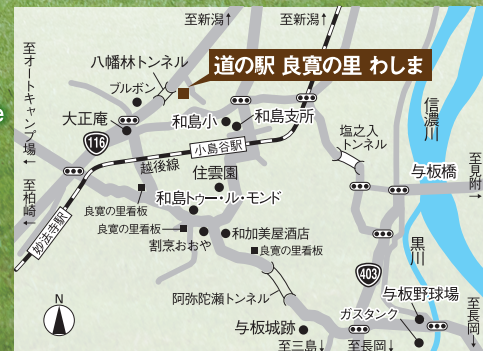 至新潟↑
至新潟↑
至オートキャンプ場←
八幡林トンネル
道の駅 良寛の里 わしま
ブルボン
e
大正庵
和島小
和島支所
信濃川
116
塩之入
トンネル
小島谷駅
越後線
与板橋
至見附→
住雲園
至柏崎←
和島トゥー・ル・モンド
良寛の里看板
妙法寺駅
良寛の里看板
割烹おおや
和加美屋酒店
良寛の里看板
黒川
403
阿弥陀瀬トンネル
与板野球場
N
ガスタンク
与板城跡
至長岡→
至三島↓
至長岡↓